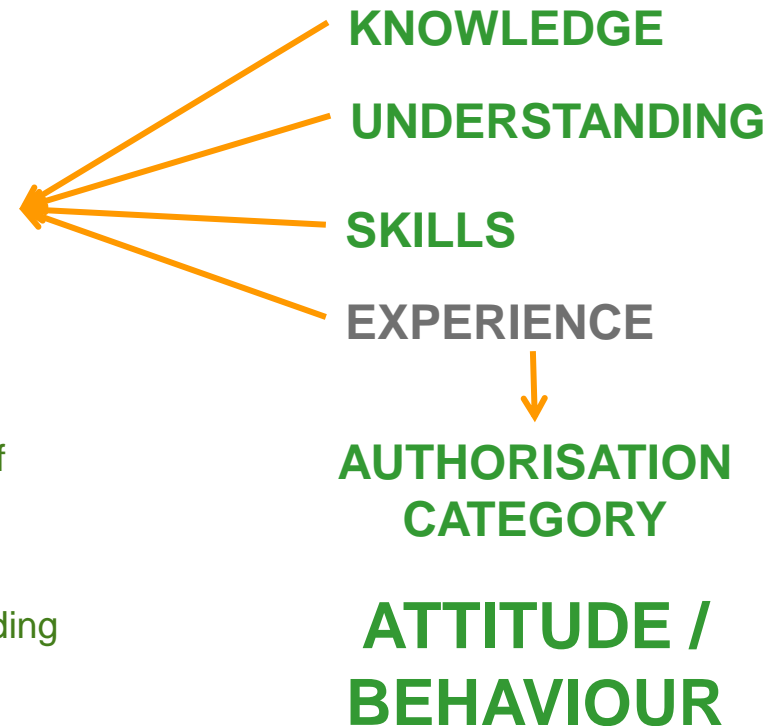 KNOWLEDGE
UNDERSTANDING
SKILLS
EXPERIENCE
AUTHORISATION
CATEGORY
ATTITUDE /
BEHAVIOUR